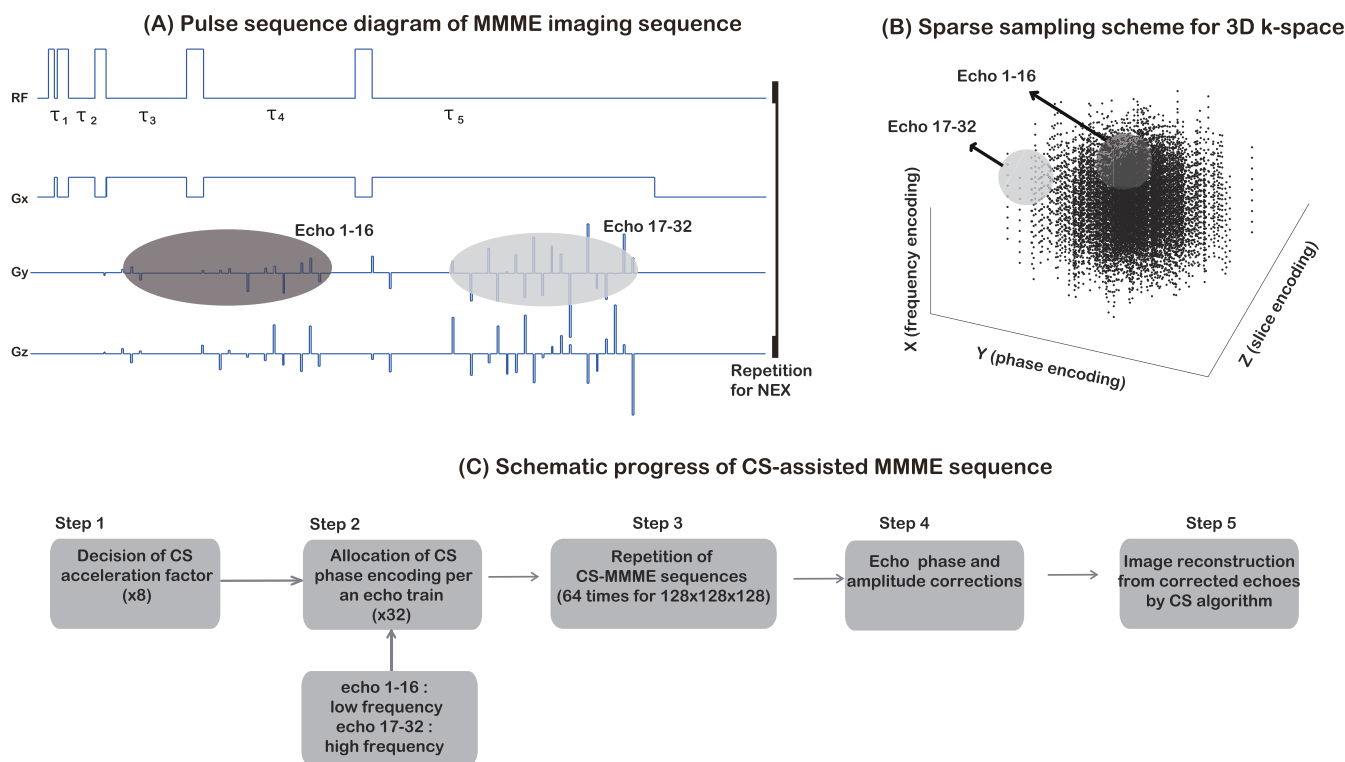 (A) Pulse sequence diagram of MMME imaging sequence
RF
τ1 τ2 τ3 τ4 τ5
Gx
Echo 1-16
Echo 17-32
Gy
Gz
Repetition
for NEX
(B) Sparse sampling scheme for 3D k-space
Echo 1-16
Echo 17-32
X (frequency encoding)
Y (phase encoding)
Z (slice encoding)
(C) Schematic progress of CS-assisted MMME sequence
Step 1
Decision of CS
acceleration factor
(x8)
Step 2
Allocation of CS
phase encoding per
an echo train
(x32)
echo 1-16 :
low frequency
echo 17-32 :
high frequency
Step 3
Repetition of
CS-MMME sequences
(64 times for 128x128x128)
Step 4
Echo phase and
amplitude corrections
Step 5
Image reconstruction
from corrected echoes
by CS algorithm